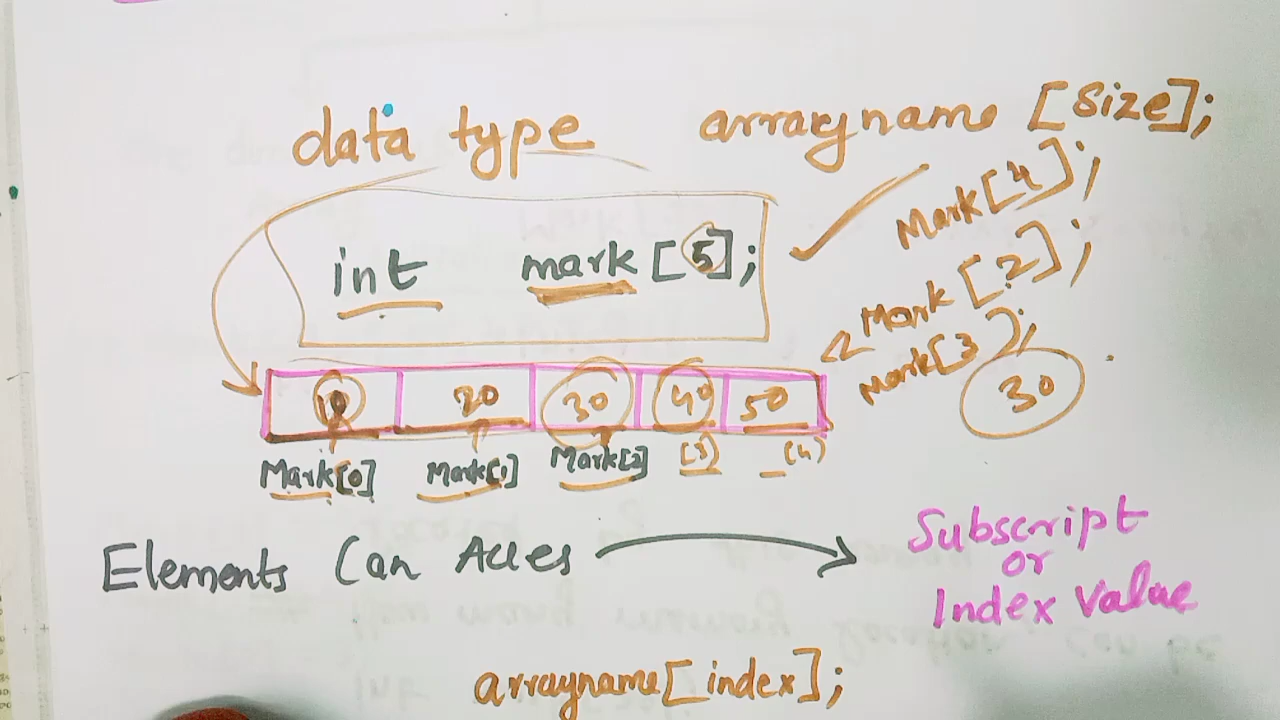 data type arrayname [Size];
int mark [5];
Mark[4];
Mark [2];
Mark[3];
30
10 20 30 40 50
Mark[0] Mark[1] Mark[2] [3] _(4)
Elements Can Acces
Subscript
or
Index Value
arrayname[index];